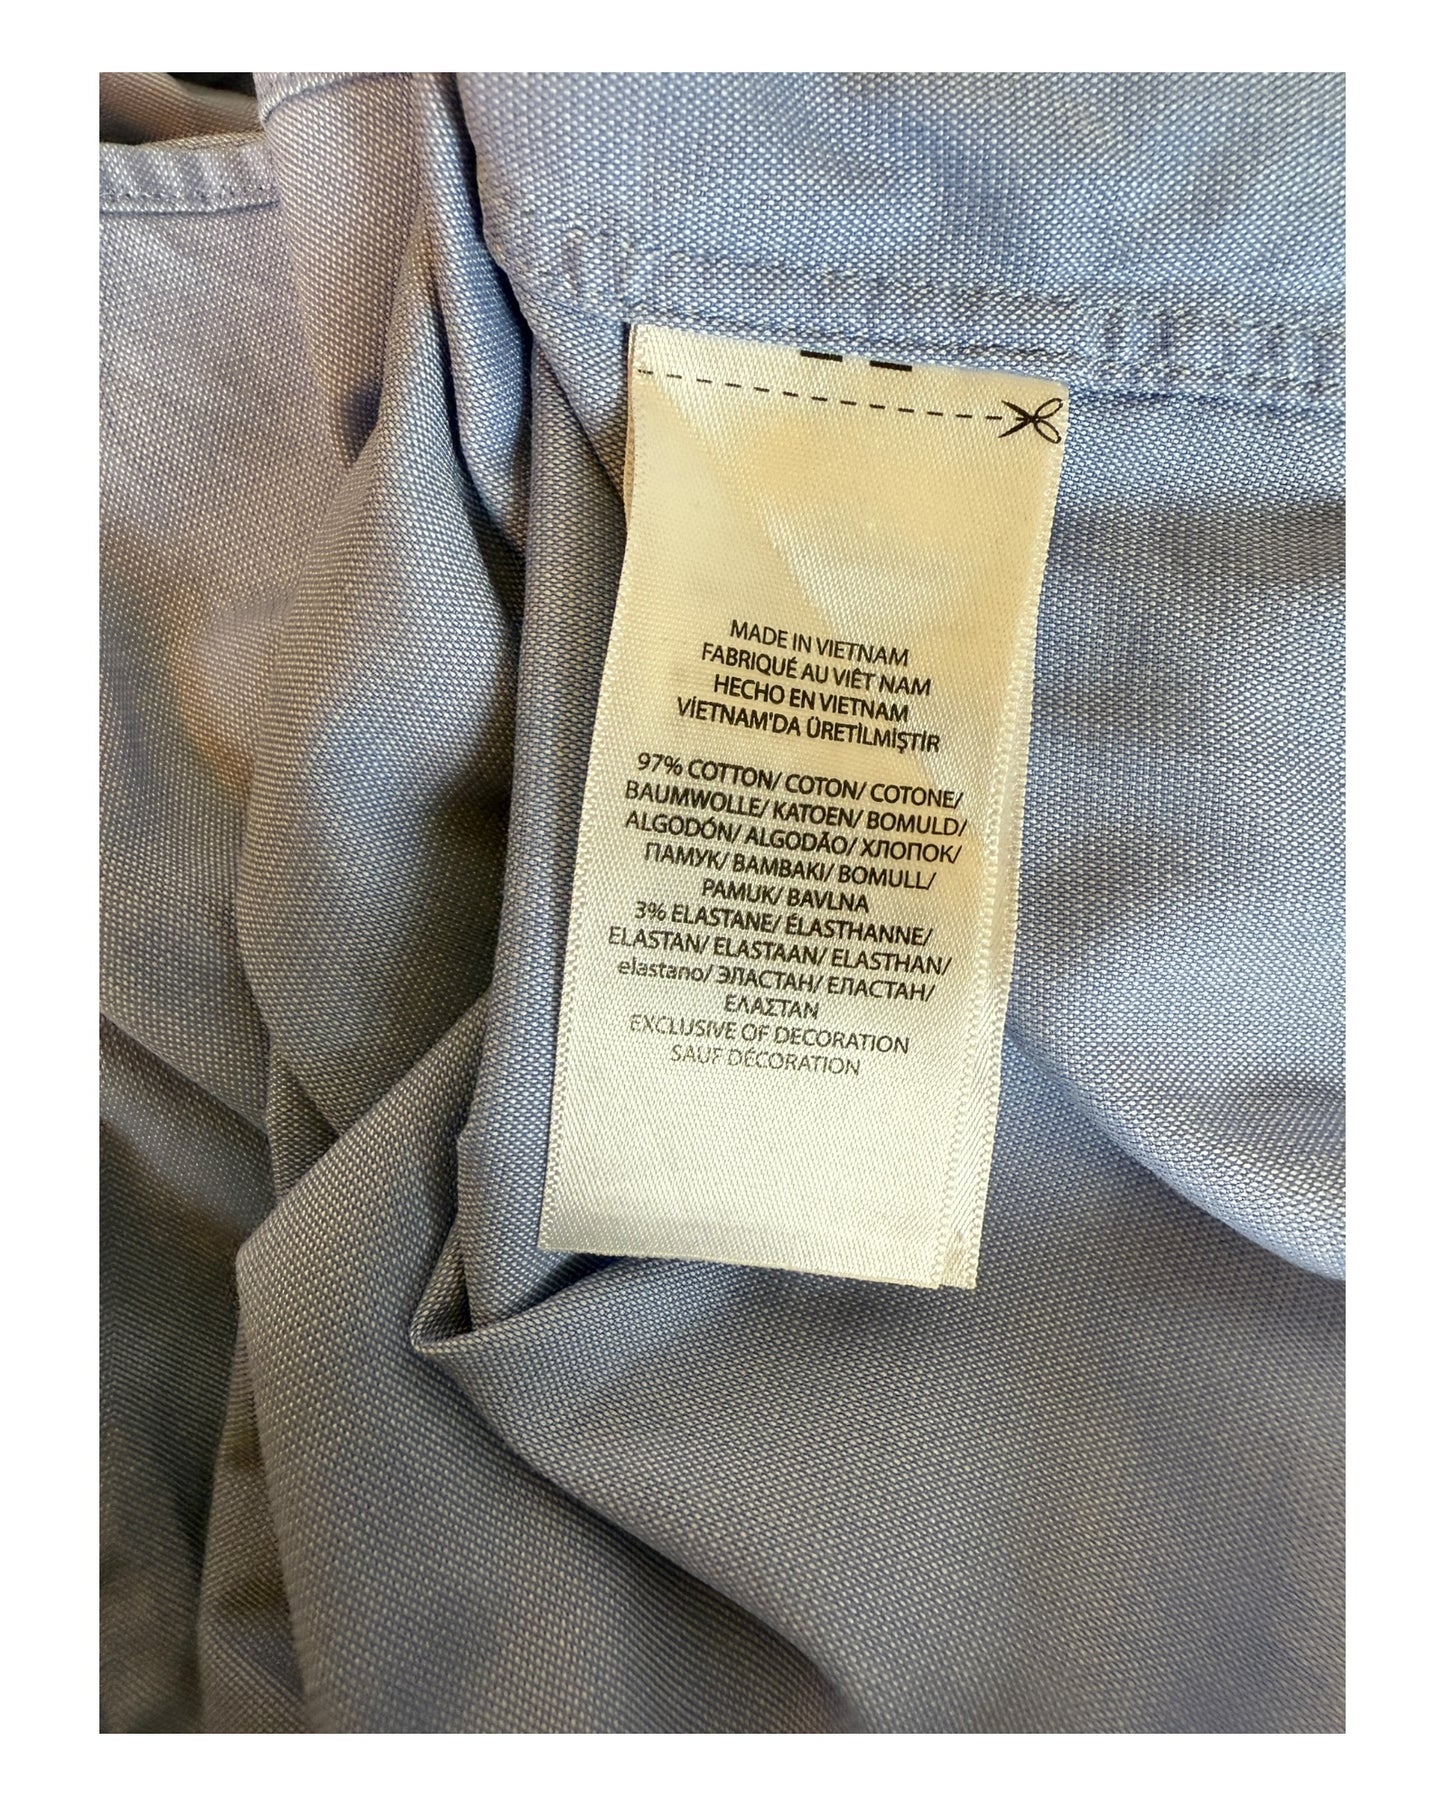 MADE IN VIETNAM
FABRIQUÉ AU VIÊT NAM
HECHO EN VIETNAM
VİETNAM'DA ÜRETİLMİŞTİR
97% COTTON/ COTON/ COTONE/
BAUMWOLLE/ KATOEN/ BOMULD/
ALGODÓN/ ALGODÃO/ ХЛОПОК/
ПАМУК/ BAMBAKI/ BOMULL/
PAMUK/ BAVLNA
3% ELASTANE/ ÉLASTHANNE/
ELASTAN/ ELASTAAN/ ELASTHAN/
elastano/ ЭЛАСТАН/ ЕЛАСТАН/
ΕΛΑΣΤΑΝ
EXCLUSIVE OF DECORATION
SAUF DÉCORATION